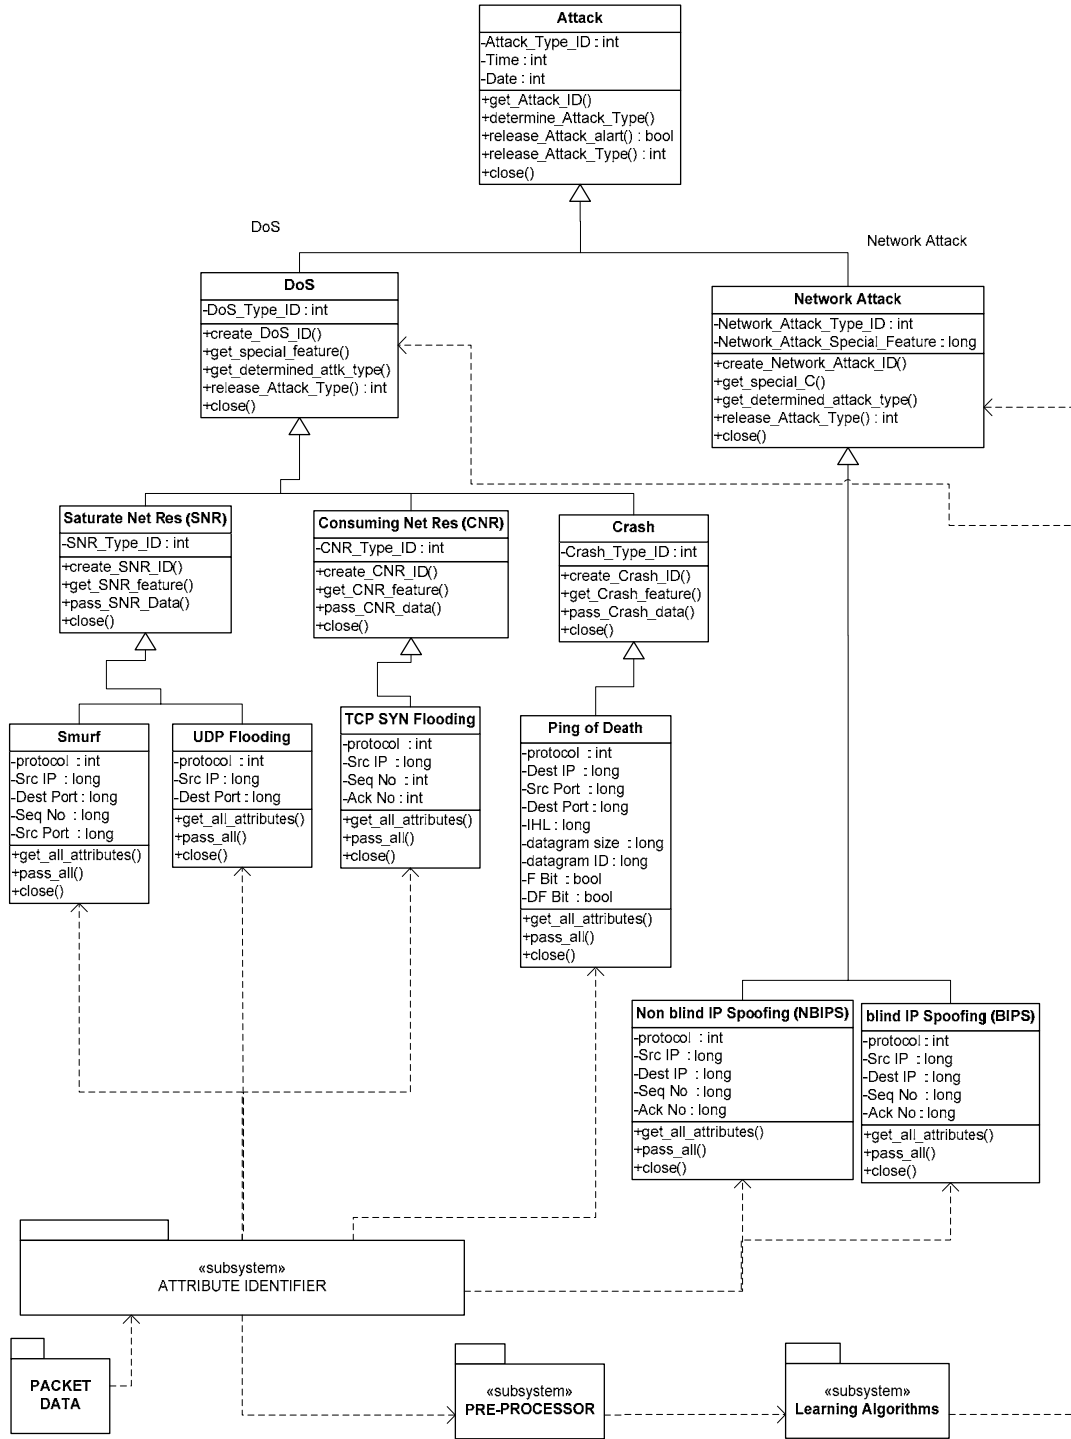 Attack
-Attack_Type_ID : int
-Time : int
-Date : int
+get_Attack_ID()
+determine_Attack_Type()
+release_Attack_alart() : bool
+release_Attack_Type() : int
+close()
DoS
Network Attack
DoS
-DoS_Type_ID : int
+create_DoS_ID()
+get_special_feature()
+get_determined_attk_type()
+release_Attack_Type() : int
+close()
Network Attack
-Network_Attack_Type_ID : int
-Network_Attack_Special_Feature : long
+create_Network_Attack_ID()
+get_special_C()
+get_determined_attack_type()
+release_Attack_Type() : int
+close()
Saturate Net Res (SNR)
-SNR_Type_ID : int
+create_SNR_ID()
+get_SNR_feature()
+pass_SNR_Data()
+close()
Consuming Net Res (CNR)
-CNR_Type_ID : int
+create_CNR_ID()
+get_CNR_feature()
+pass_CNR_data()
+close()
Crash
-Crash_Type_ID : int
+create_Crash_ID()
+get_Crash_feature()
+pass_Crash_data()
+close()
Smurf
-protocol : int
-Src IP : long
-Dest Port : long
-Seq No : long
-Src Port : long
+get_all_attributes()
+pass_all()
+close()
UDP Flooding
-protocol : int
-Src IP : long
-Dest Port : long
+get_all_attributes()
+pass_all()
+close()
TCP SYN Flooding
-protocol : int
-Src IP : long
-Seq No : int
-Ack No : int
+get_all_attributes()
+pass_all()
+close()
Ping of Death
-protocol : int
-Dest IP : long
-Src Port : long
-Dest Port : long
-IHL : long
-datagram size : long
-datagram ID : long
-F Bit : bool
-DF Bit : bool
+get_all_attributes()
+pass_all()
+close()
Non blind IP Spoofing (NBIPS)
-protocol : int
-Src IP : long
-Dest IP : long
-Seq No : long
-Ack No : long
+get_all_attributes()
+pass_all()
+close()
blind IP Spoofing (BIPS)
-protocol : int
-Src IP : long
-Dest IP : long
-Seq No : long
-Ack No : long
+get_all_attributes()
+pass_all()
+close()
«subsystem»
ATTRIBUTE IDENTIFIER
PACKET
DATA
«subsystem»
PRE-PROCESSOR
«subsystem»
Learning Algorithms